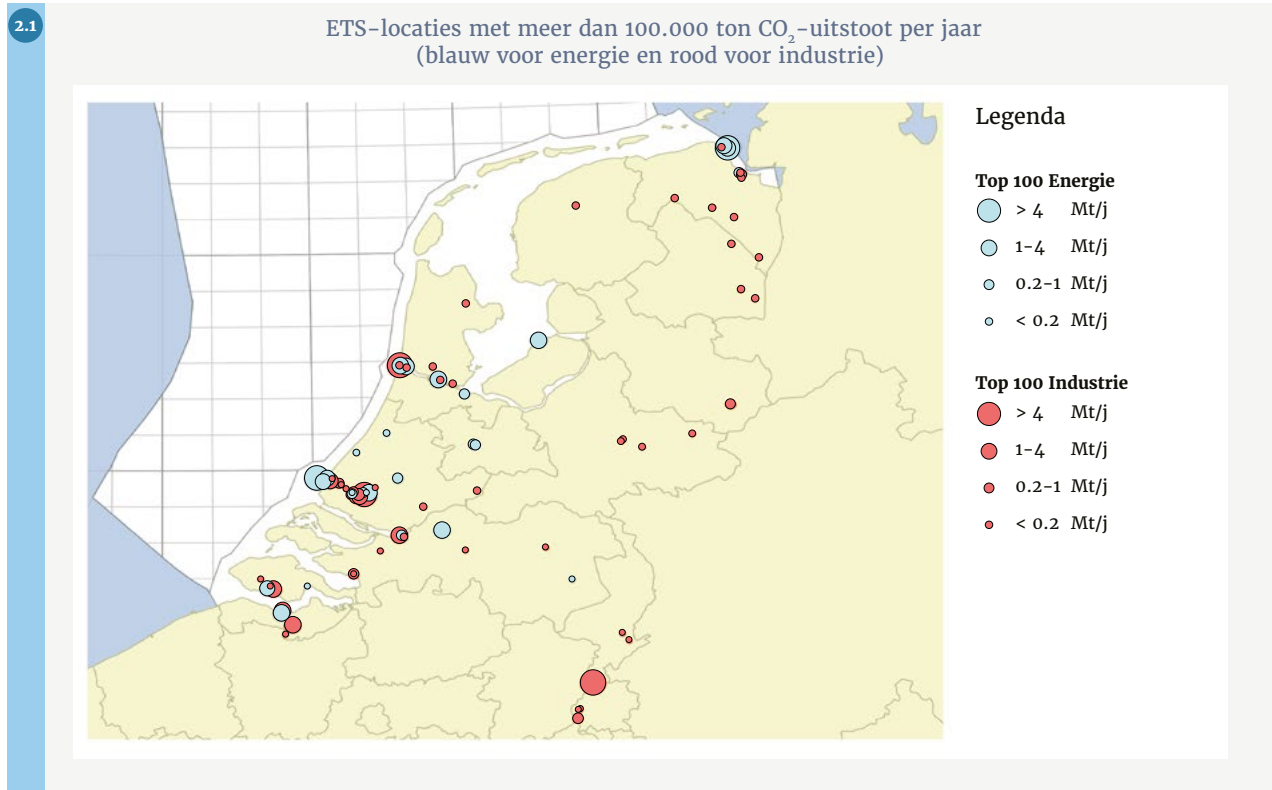 2.1
ETS-locaties met meer dan 100.000 ton CO₂-uitstoot per jaar
(blauw voor energie en rood voor industrie)
Legenda
Top 100 Energie
> 4 Mt/j
1-4 Mt/j
0.2-1 Mt/j
< 0.2 Mt/j
Top 100 Industrie
> 4 Mt/j
1-4 Mt/j
0.2-1 Mt/j
< 0.2 Mt/j